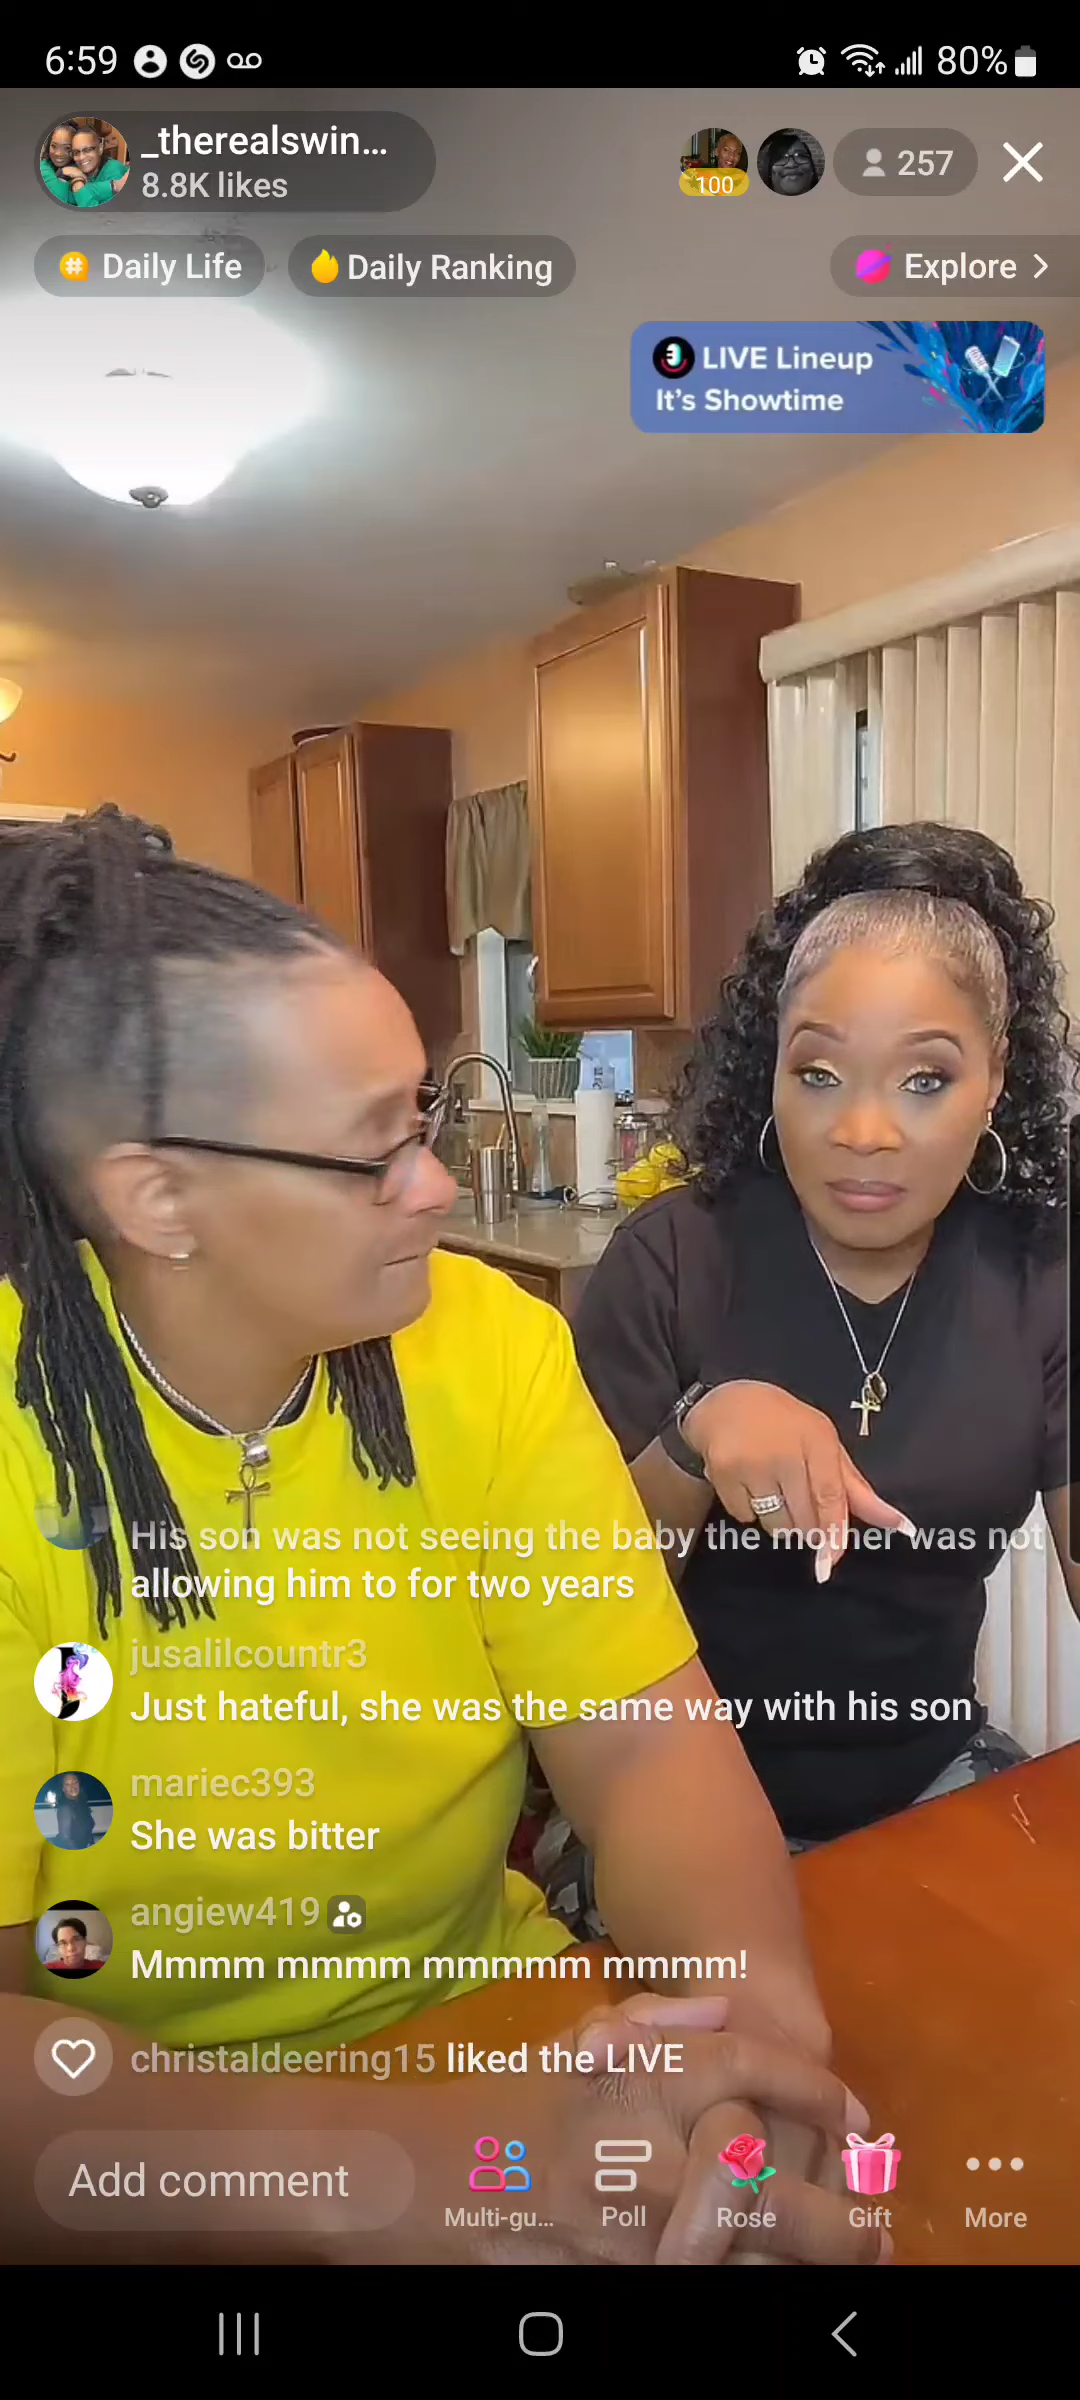 6:59
80%
_therealswin...
8.8K likes
100
257
Daily Life
Daily Ranking
Explore
LIVE Lineup
It's Showtime
His son was not seeing the baby the mother was not
allowing him to for two years
jusalilcountr3
Just hateful, she was the same way with his son
mariec393
She was bitter
angiew419
Mmmm mmmm mmmmm mmmm!
christaldeering15 liked the LIVE
Add comment
Multi-gu...
Poll
Rose
Gift
More